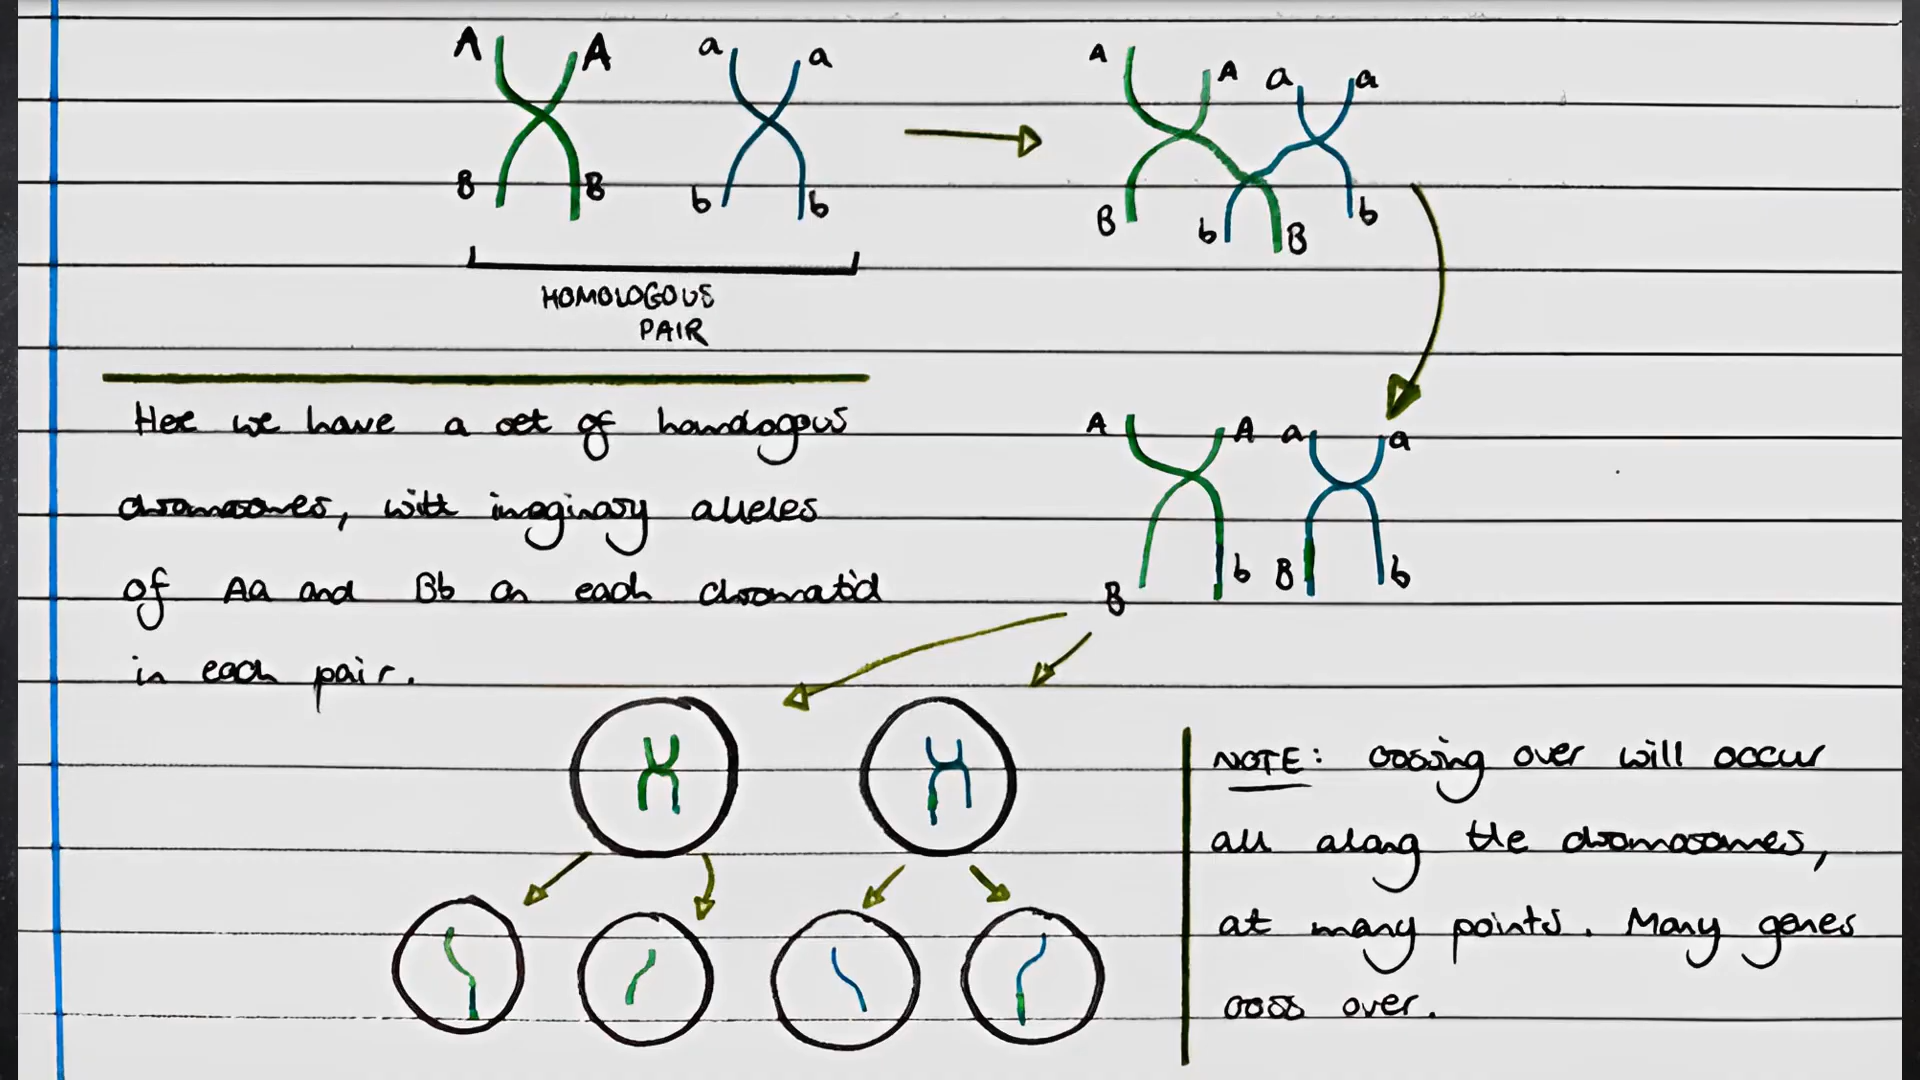 A A a a
A A a a
B B b b
B b B b
HOMOLOGOUS
PAIR
A A a a
B b B b
Here we have a set of homologous
chromosomes, with imaginary alleles
of Aa and Bb on each chromatid
in each pair.
NOTE: crossing over will occur
all along the chromosomes,
at many points. Many genes
cross over.